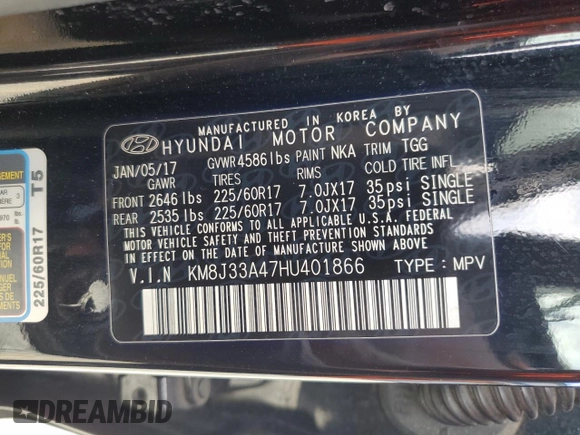 MANUFACTURED IN KOREA BY
HYUNDAI MOTOR COMPANY
JAN/05/17 GVWR 4586lbs PAINT NKA TRIM TGG
GAWR TIRES RIMS COLD TIRE INFL
FRONT 2646 lbs 225/60R17 7.0JX17 35psi SINGLE
REAR 2535 lbs 225/60R17 7.0JX17 35psi SINGLE
THIS VEHICLE CONFORMS TO ALL APPLICABLE U.S.A. FEDERAL
MOTOR VEHICLE SAFETY, BUMPER, AND THEFT PREVENTION STANDARDS
IN EFFECT ON THE DATE OF MANUFACTURE SHOWN ABOVE.
V.I.N KM8J33A47HU401866 TYPE : MPV
225/60R17 T5
DREAMBID